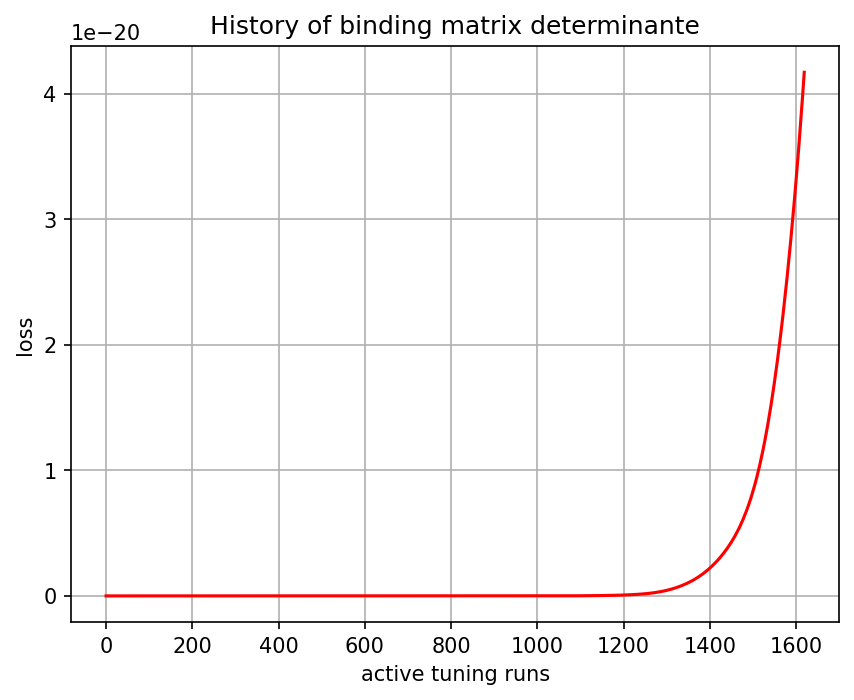 History of binding matrix determinante
1e−20
4
3
2
1
0
loss
0 200 400 600 800 1000 1200 1400 1600
active tuning runs